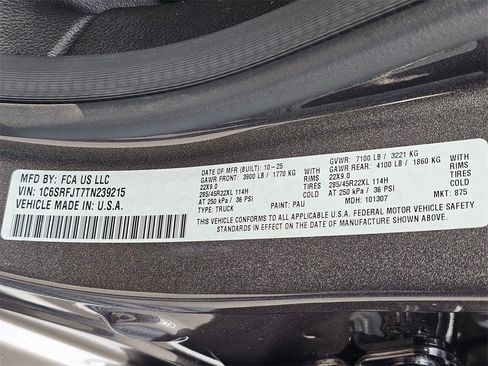 MFD BY: FCA US LLC
VIN: 1C6SRFJT7TN239215
VEHICLE MADE IN: U.S.A.
DATE OF MFR (BUILT): 10-25
GAWR FRONT: 3900 LB / 1770 KG WITH
22X9.0 RIMS
285/45R22XL 114H TIRES
AT 250 kPa / 36 PSI COLD
TYPE: TRUCK PAINT: PAU
GVWR: 7100 LB / 3221 KG
GAWR REAR: 4100 LB / 1860 KG WITH
22X9.0 RIMS
285/45R22XL 114H TIRES
AT 250 kPa / 36 PSI COLD
MDH: 101307 MKT: 875
THIS VEHICLE CONFORMS TO ALL APPLICABLE U.S.A. FEDERAL MOTOR VEHICLE SAFETY
STANDARDS IN EFFECT ON THE DATE OF MANUFACTURE SHOWN ABOVE.